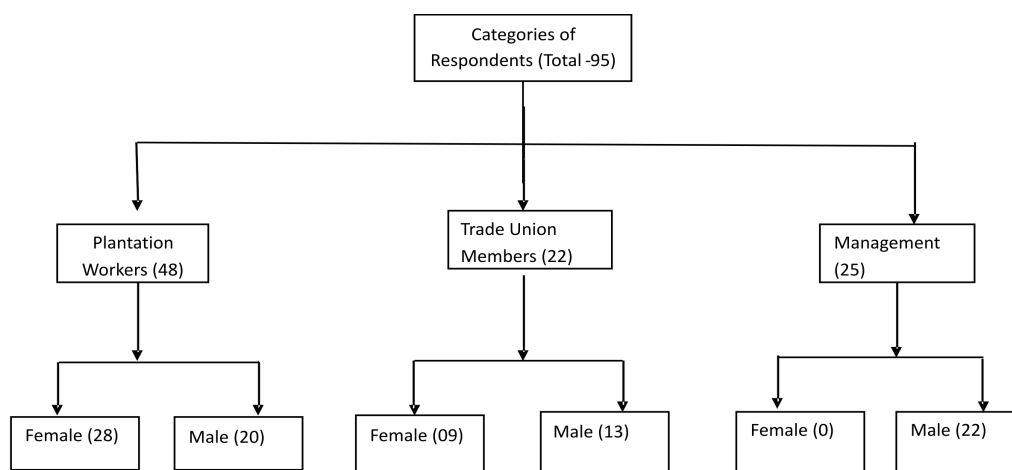 Categories of
Respondents (Total -95)
Plantation
Workers (48)
Trade Union
Members (22)
Management
(25)
Female (28)
Male (20)
Female (09)
Male (13)
Female (0)
Male (22)